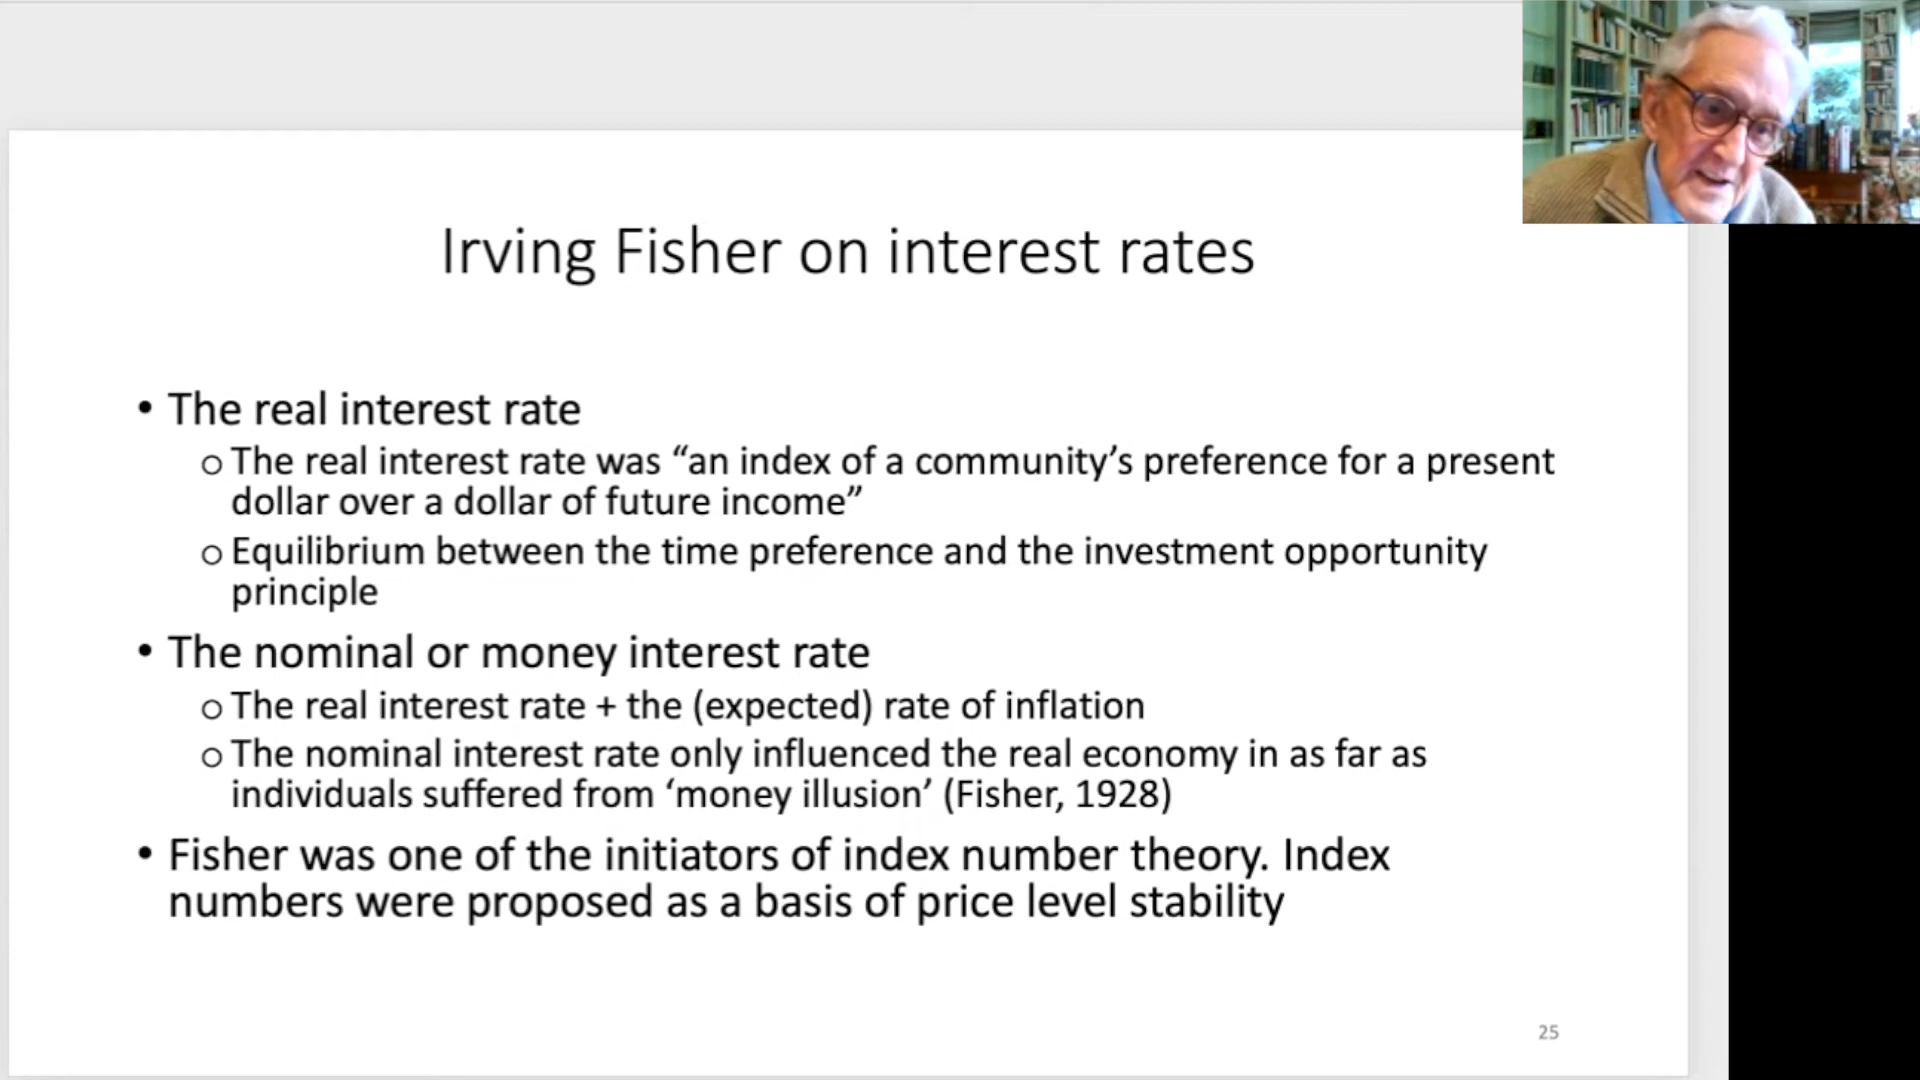 Irving Fisher on interest rates
• The real interest rate
o The real interest rate was “an index of a community’s preference for a present
dollar over a dollar of future income”
o Equilibrium between the time preference and the investment opportunity
principle
• The nominal or money interest rate
o The real interest rate + the (expected) rate of inflation
o The nominal interest rate only influenced the real economy in as far as
individuals suffered from ‘money illusion’ (Fisher, 1928)
• Fisher was one of the initiators of index number theory. Index
numbers were proposed as a basis of price level stability
25